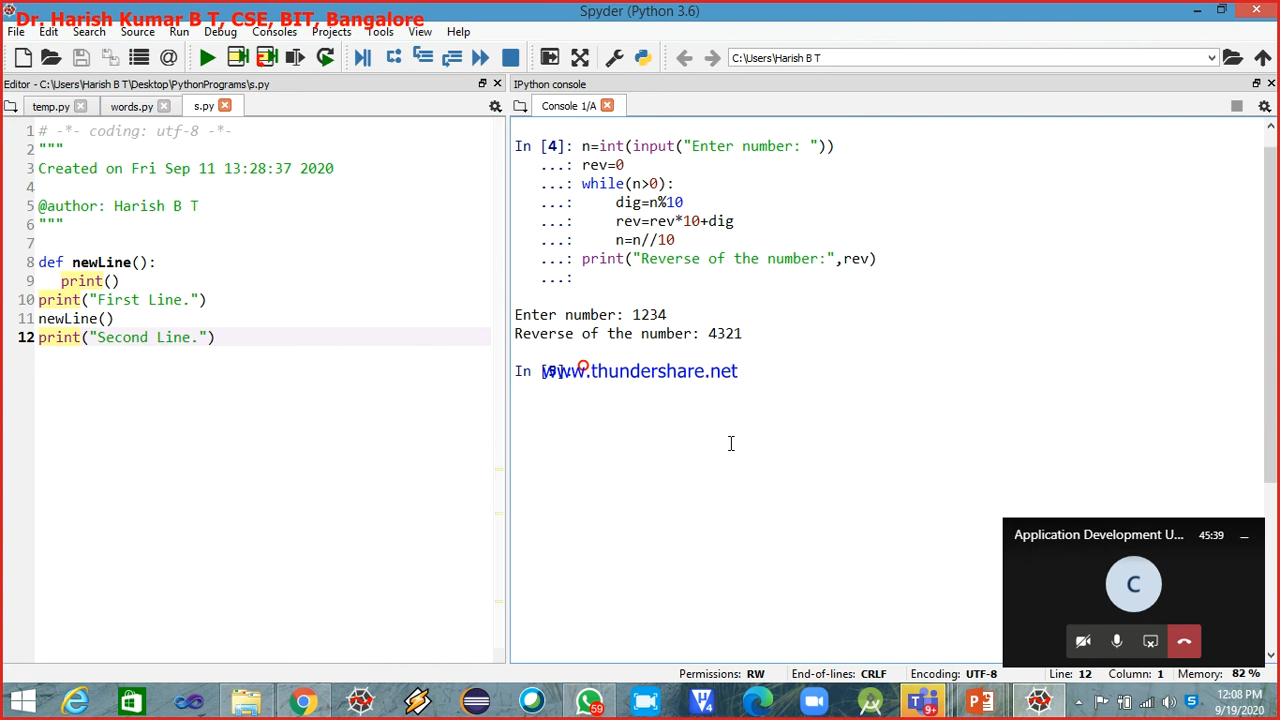 Dr. Harish Kumar B T, CSE, BIT, Bangalore
Spyder (Python 3.6)
File Edit Search Source Run Debug Consoles Projects Tools View Help
C:\Users\Harish B T
Editor - C:\Users\Harish B T\Desktop\PythonPrograms\s.py
temp.py words.py s.py
1 # -*- coding: utf-8 -*-
2 """
3 Created on Fri Sep 11 13:28:37 2020
4
5 @author: Harish B T
6 """
7
8 def newLine():
9 print()
10 print("First Line.")
11 newLine()
12 print("Second Line.")
IPython console
Console 1/A
In [4]: n=int(input("Enter number: "))
...: rev=0
...: while(n>0):
...: dig=n%10
...: rev=rev*10+dig
...: n=n//10
...: print("Reverse of the number:",rev)
...:
Enter number: 1234
Reverse of the number: 4321
In [5]:
www.thundershare.net
Application Development U... 45:39
C
Permissions: RW End-of-lines: CRLF Encoding: UTF-8 Line: 12 Column: 1 Memory: 82 %
59
9+
12:08 PM
9/19/2020